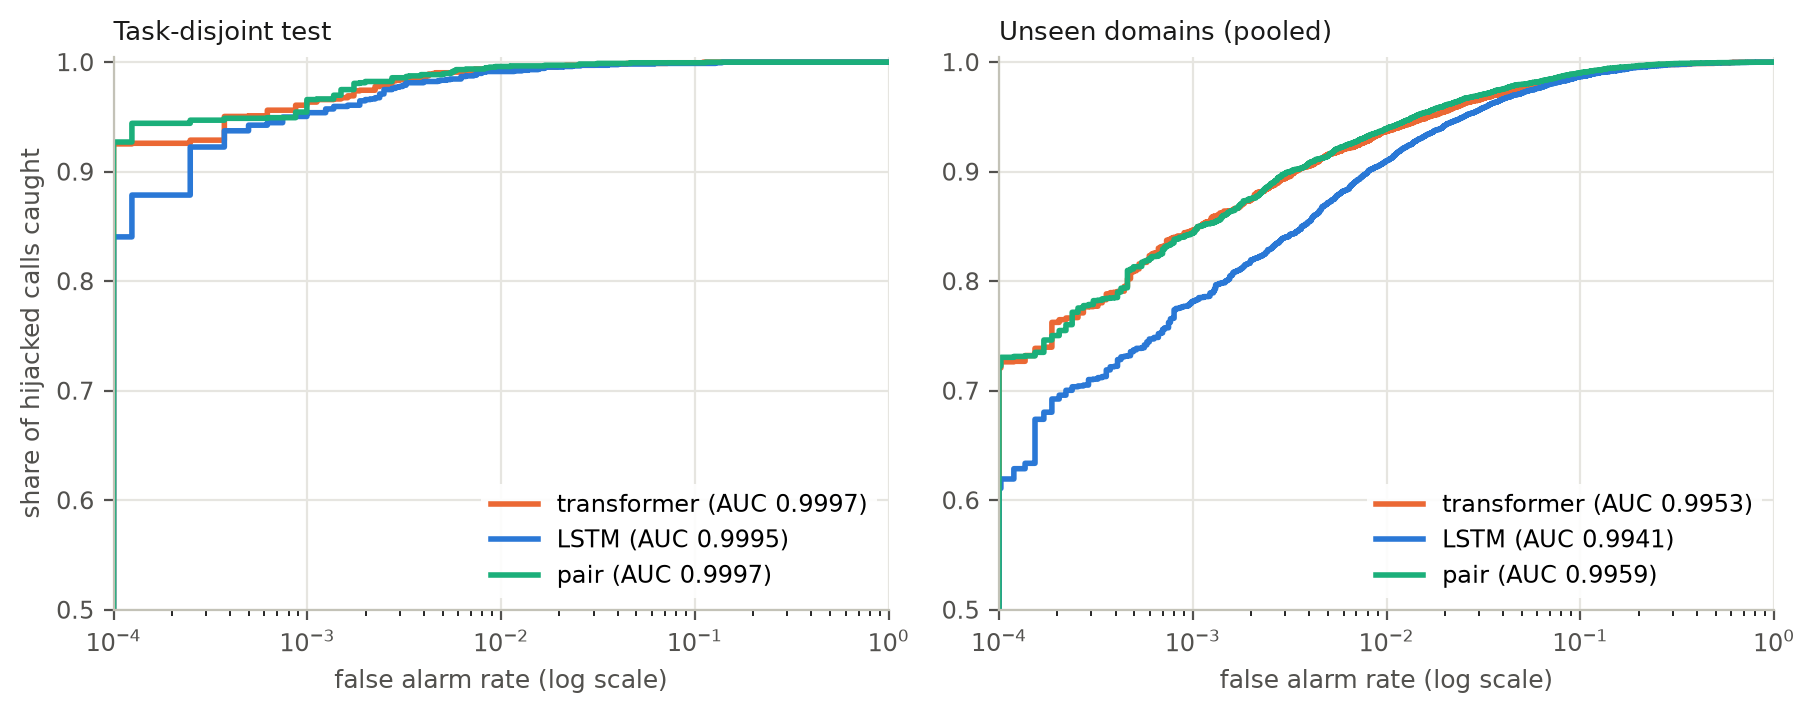 Task-disjoint test
share of hijacked calls caught
1.0
0.9
0.8
0.7
0.6
0.5
10⁻⁴
10⁻³
10⁻²
10⁻¹
10⁰
false alarm rate (log scale)
transformer (AUC 0.9997)
LSTM (AUC 0.9995)
pair (AUC 0.9997)
Unseen domains (pooled)
1.0
0.9
0.8
0.7
0.6
0.5
10⁻⁴
10⁻³
10⁻²
10⁻¹
10⁰
false alarm rate (log scale)
transformer (AUC 0.9953)
LSTM (AUC 0.9941)
pair (AUC 0.9959)